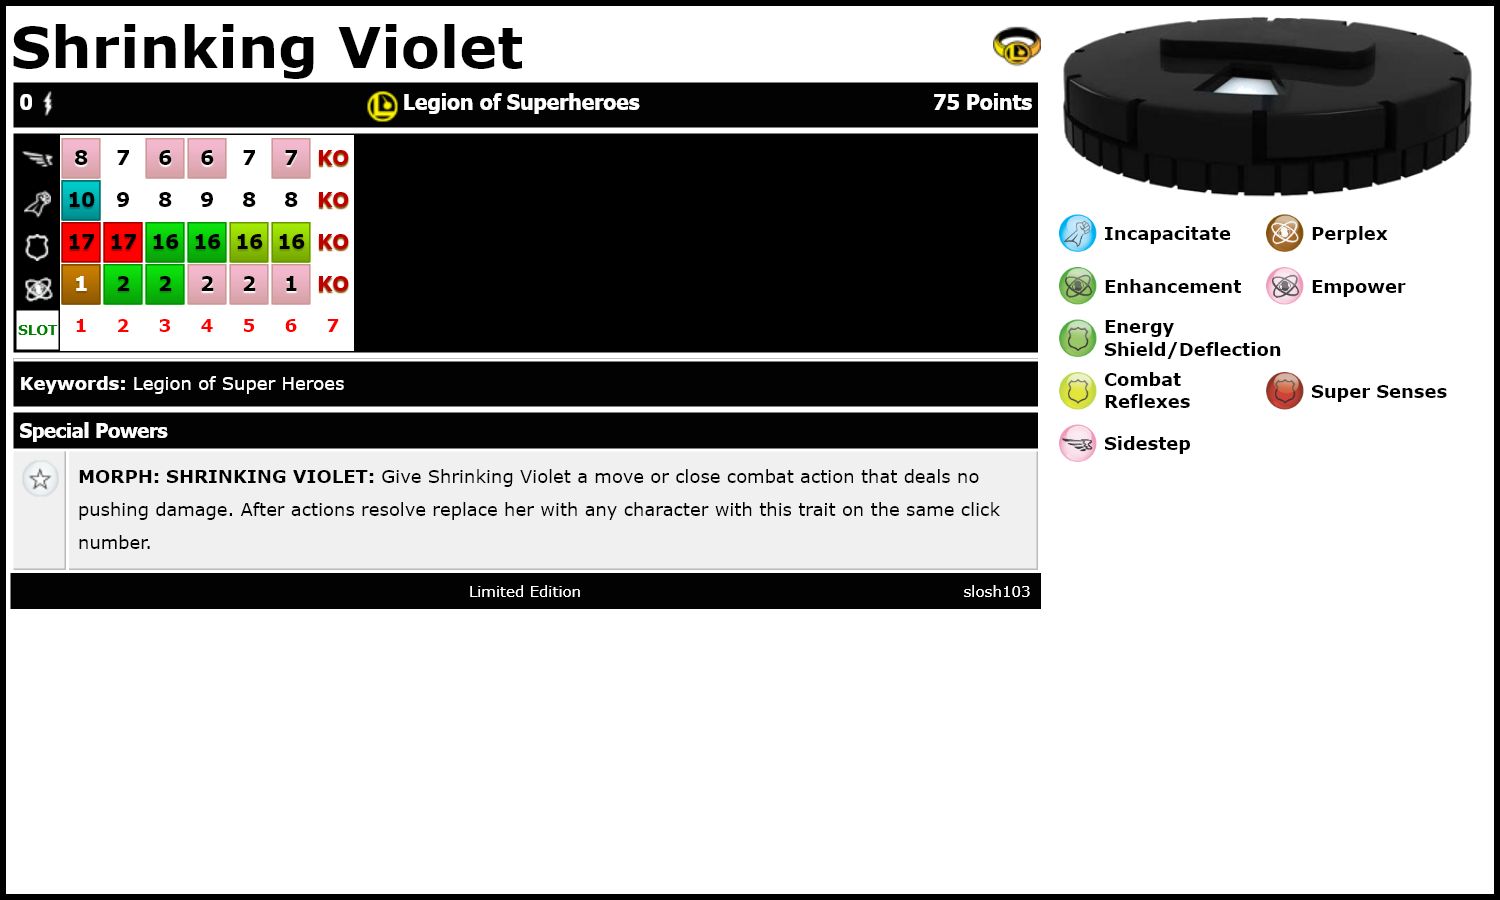 Shrinking Violet
0 Legion of Superheroes 75 Points
8 7 6 6 7 7 KO
10 9 8 9 8 8 KO
17 17 16 16 16 16 KO
1 2 2 2 2 1 KO
SLOT 1 2 3 4 5 6 7
Keywords: Legion of Super Heroes
Special Powers
MORPH: SHRINKING VIOLET: Give Shrinking Violet a move or close combat action that deals no
pushing damage. After actions resolve replace her with any character with this trait on the same click
number.
Limited Edition slosh103
Incapacitate Perplex
Enhancement Empower
Energy
Shield/Deflection
Combat
Reflexes
Super Senses
Sidestep